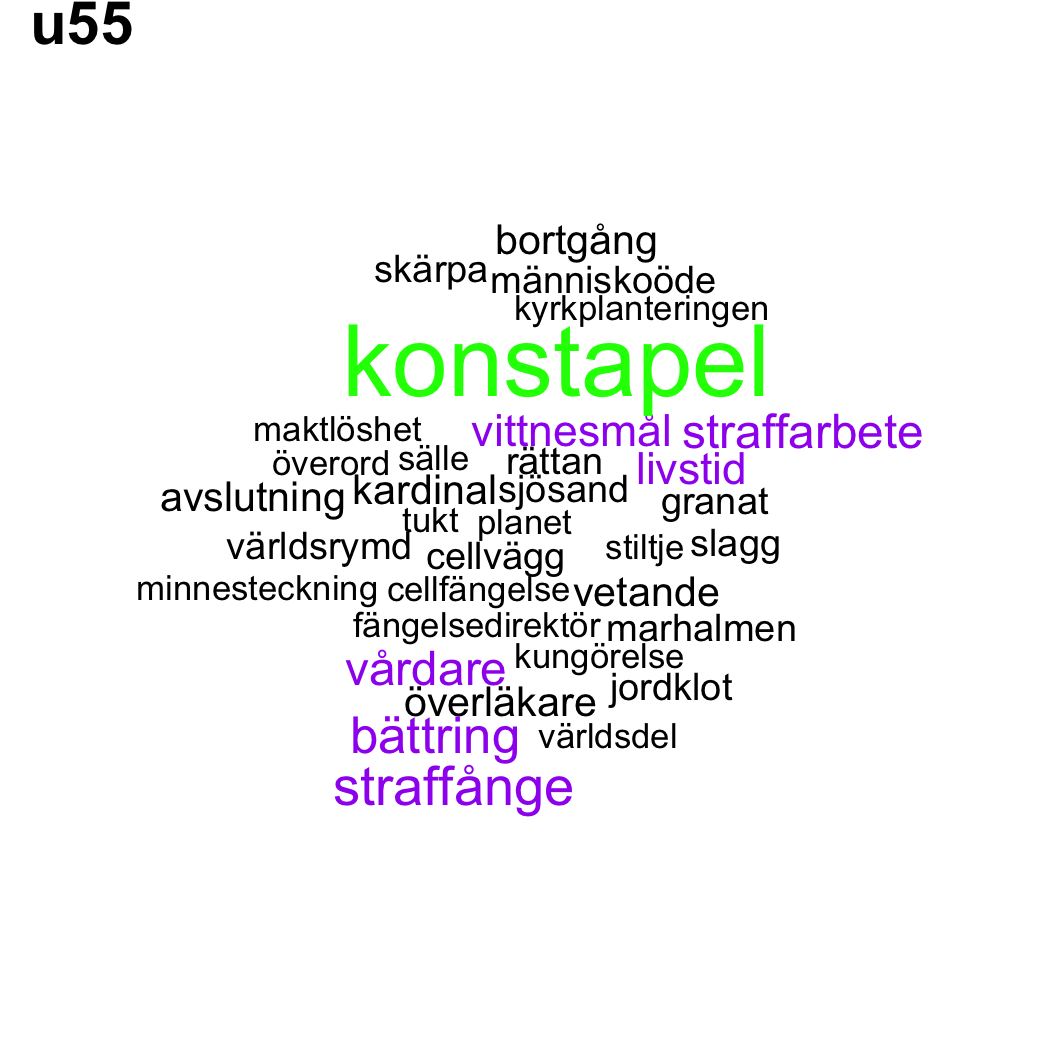 u55
bortgång
skärpa människoöde
kyrkplanteringen
konstapel
maktlöshet vittnesmål straffarbete
överord sälle rättan livstid
avslutning kardinal sjösand granat
tukt planet
världsrymd cellvägg stiltje slagg
minnesteckning cellfängelse vetande
fängelsedirektör marhalmen
vårdare kungörelse
överläkare jordklot
bättring världsdel
straffånge